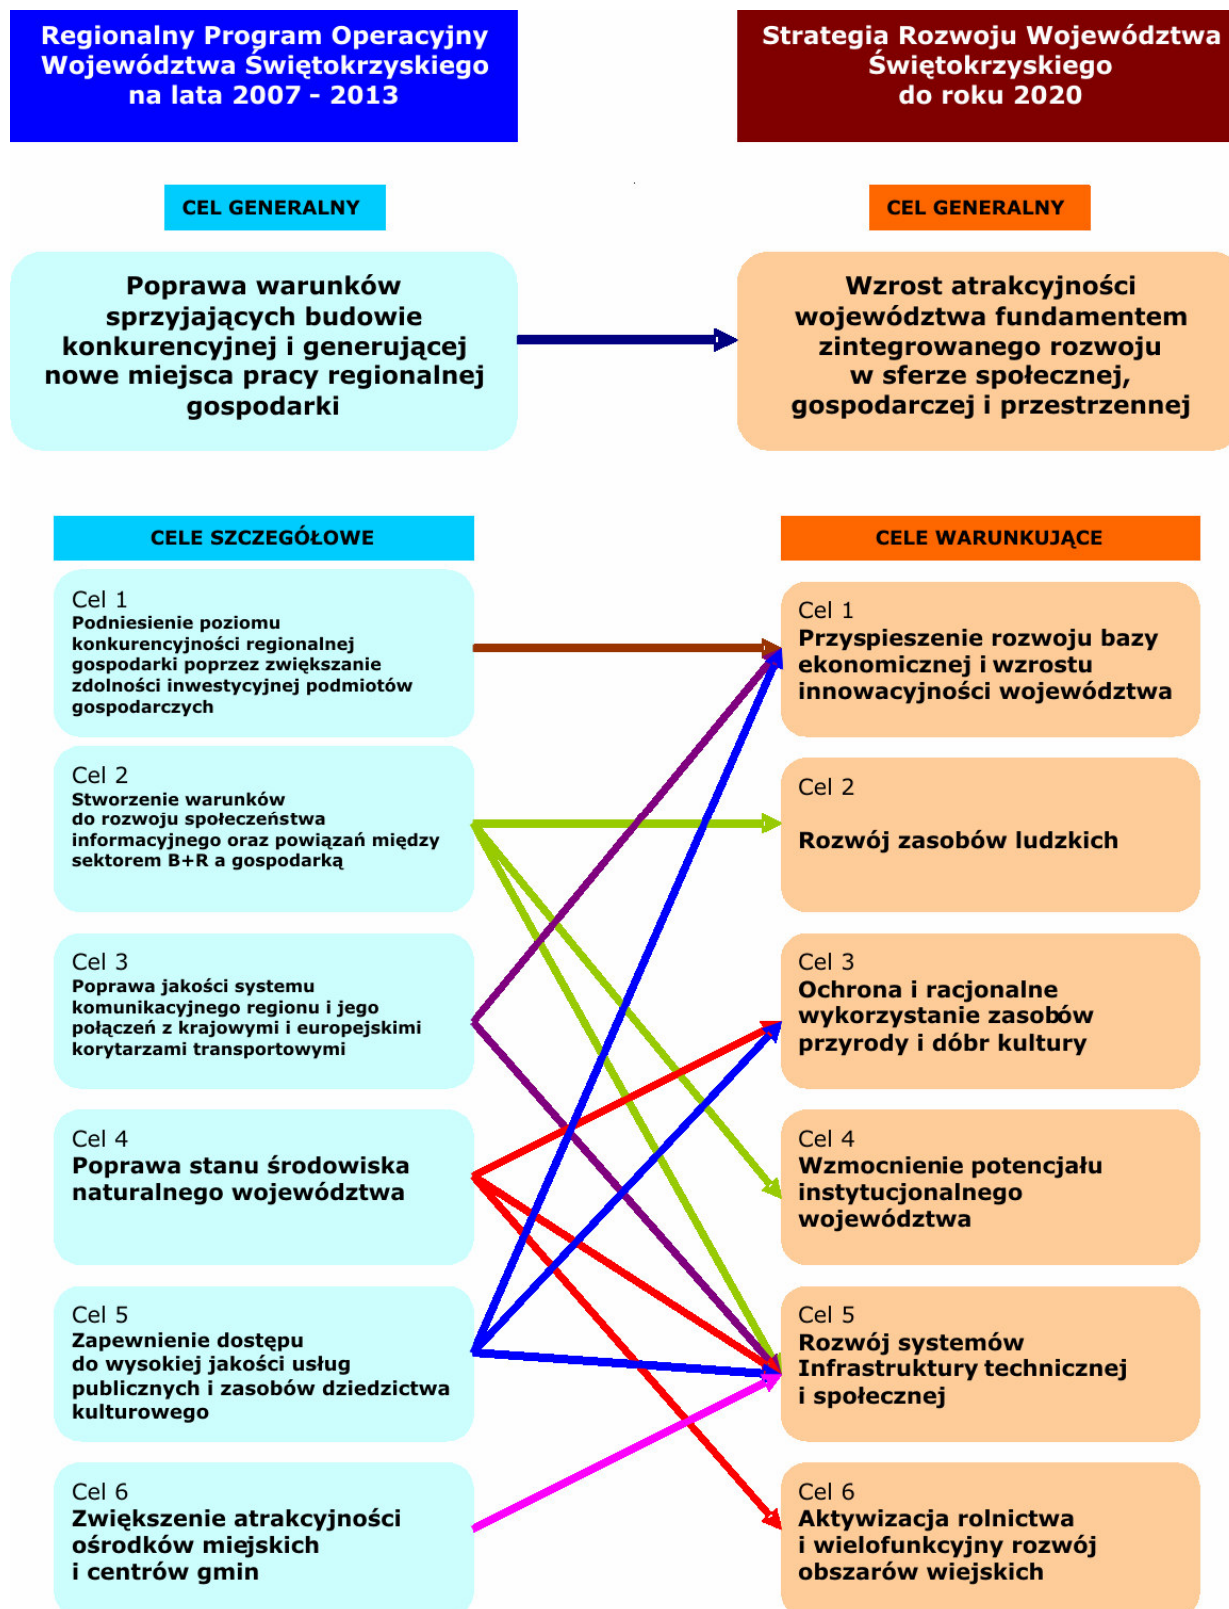 Regionalny Program Operacyjny
Województwa Świętokrzyskiego
na lata 2007 - 2013
Strategia Rozwoju Województwa
Świętokrzyskiego
do roku 2020
CEL GENERALNY
CEL GENERALNY
Poprawa warunków
sprzyjających budowie
konkurencyjnej i generującej
nowe miejsca pracy regionalnej
gospodarki
Wzrost atrakcyjności
województwa fundamentem
zintegrowanego rozwoju
w sferze społecznej,
gospodarczej i przestrzennej
CELE SZCZEGÓŁOWE
CELE WARUNKUJĄCE
Cel 1
Podniesienie poziomu
konkurencyjności regionalnej
gospodarki poprzez zwiększanie
zdolności inwestycyjnej podmiotów
gospodarczych
Cel 1
Przyspieszenie rozwoju bazy
ekonomicznej i wzrostu
innowacyjności województwa
Cel 2
Stworzenie warunków
do rozwoju społeczeństwa
informacyjnego oraz powiązań między
sektorem B+R a gospodarką
Cel 2
Rozwój zasobów ludzkich
Cel 3
Poprawa jakości systemu
komunikacyjnego regionu i jego
połączeń z krajowymi i europejskimi
korytarzami transportowymi
Cel 3
Ochrona i racjonalne
wykorzystanie zasobów
przyrody i dóbr kultury
Cel 4
Poprawa stanu środowiska
naturalnego województwa
Cel 4
Wzmocnienie potencjału
instytucjonalnego
województwa
Cel 5
Zapewnienie dostępu
do wysokiej jakości usług
publicznych i zasobów dziedzictwa
kulturowego
Cel 5
Rozwój systemów
Infrastruktury technicznej
i społecznej
Cel 6
Zwiększenie atrakcyjności
ośrodków miejskich
i centrów gmin
Cel 6
Aktywizacja rolnictwa
i wielofunkcyjny rozwój
obszarów wiejskich